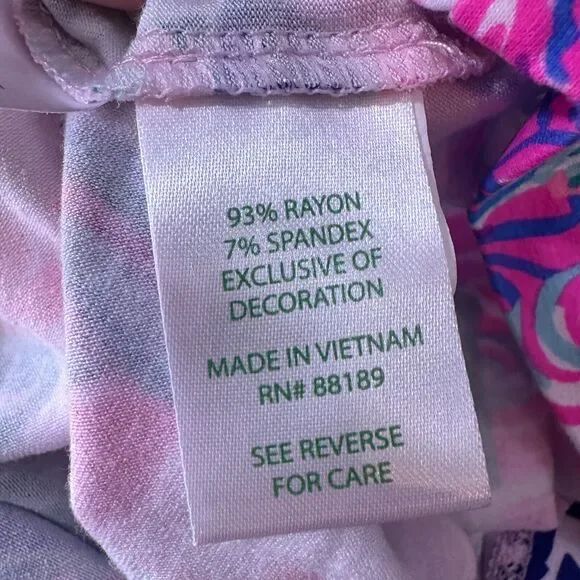 93% RAYON
7% SPANDEX
EXCLUSIVE OF
DECORATION
MADE IN VIETNAM
RN# 88189
SEE REVERSE
FOR CARE